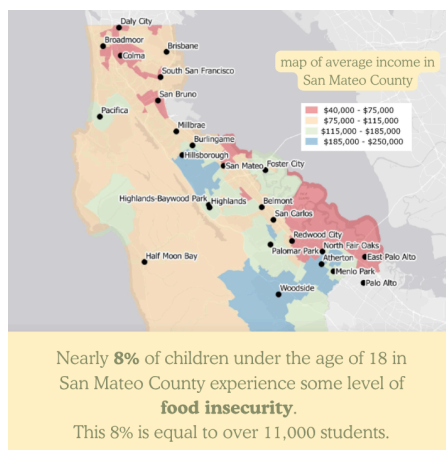 Daly City
Broadmoor
Brisbane
Colma
map of average income in
San Mateo County
South San Francisco
San Bruno
$40,000 - $75,000
$75,000 - $115,000
$115,000 - $185,000
$185,000 - $250,000
Pacifica
Millbrae
Burlingame
Hillsborough
San Mateo
Foster City
Highlands-Baywood Park
Highlands
Belmont
San Carlos
Redwood City
North Fair Oaks
Half Moon Bay
Palomar Park
Atherton
East Palo Alto
Menlo Park
Palo Alto
Woodside
Nearly 8% of children under the age of 18 in
San Mateo County experience some level of
food insecurity.
This 8% is equal to over 11,000 students.